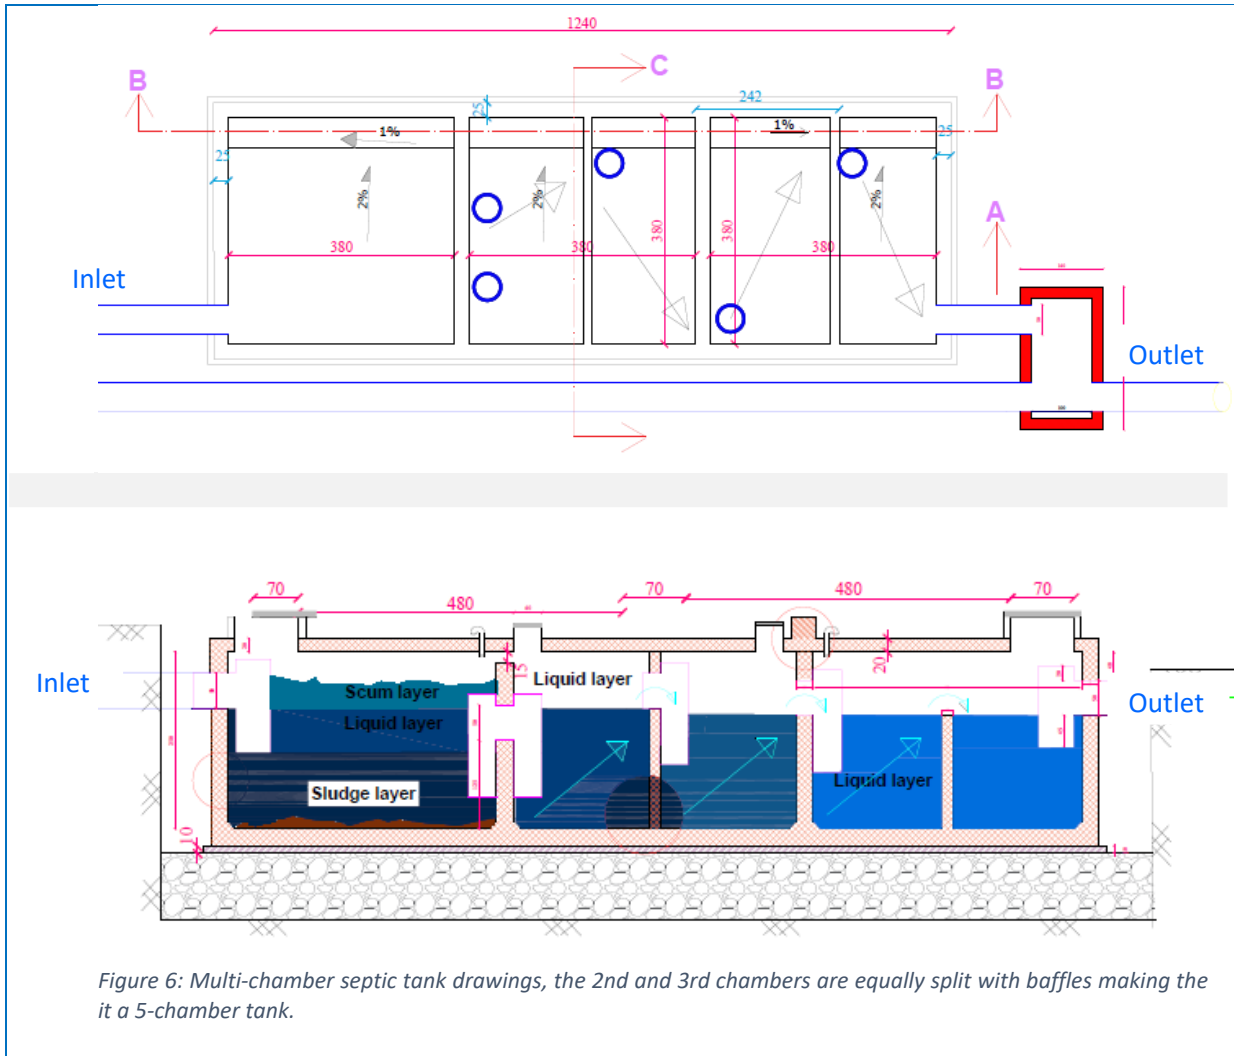 1240
B
C
B
25
242
1%
1%
25
25
2%
2%
2%
A
380
380
380
380
380
Inlet
Outlet
70
480
70
480
70
15
20
Inlet
Scum layer
Liquid layer
Liquid layer
Sludge layer
Liquid layer
Outlet
10
Figure 6: Multi-chamber septic tank drawings, the 2nd and 3rd chambers are equally split with baffles making the
it a 5-chamber tank.